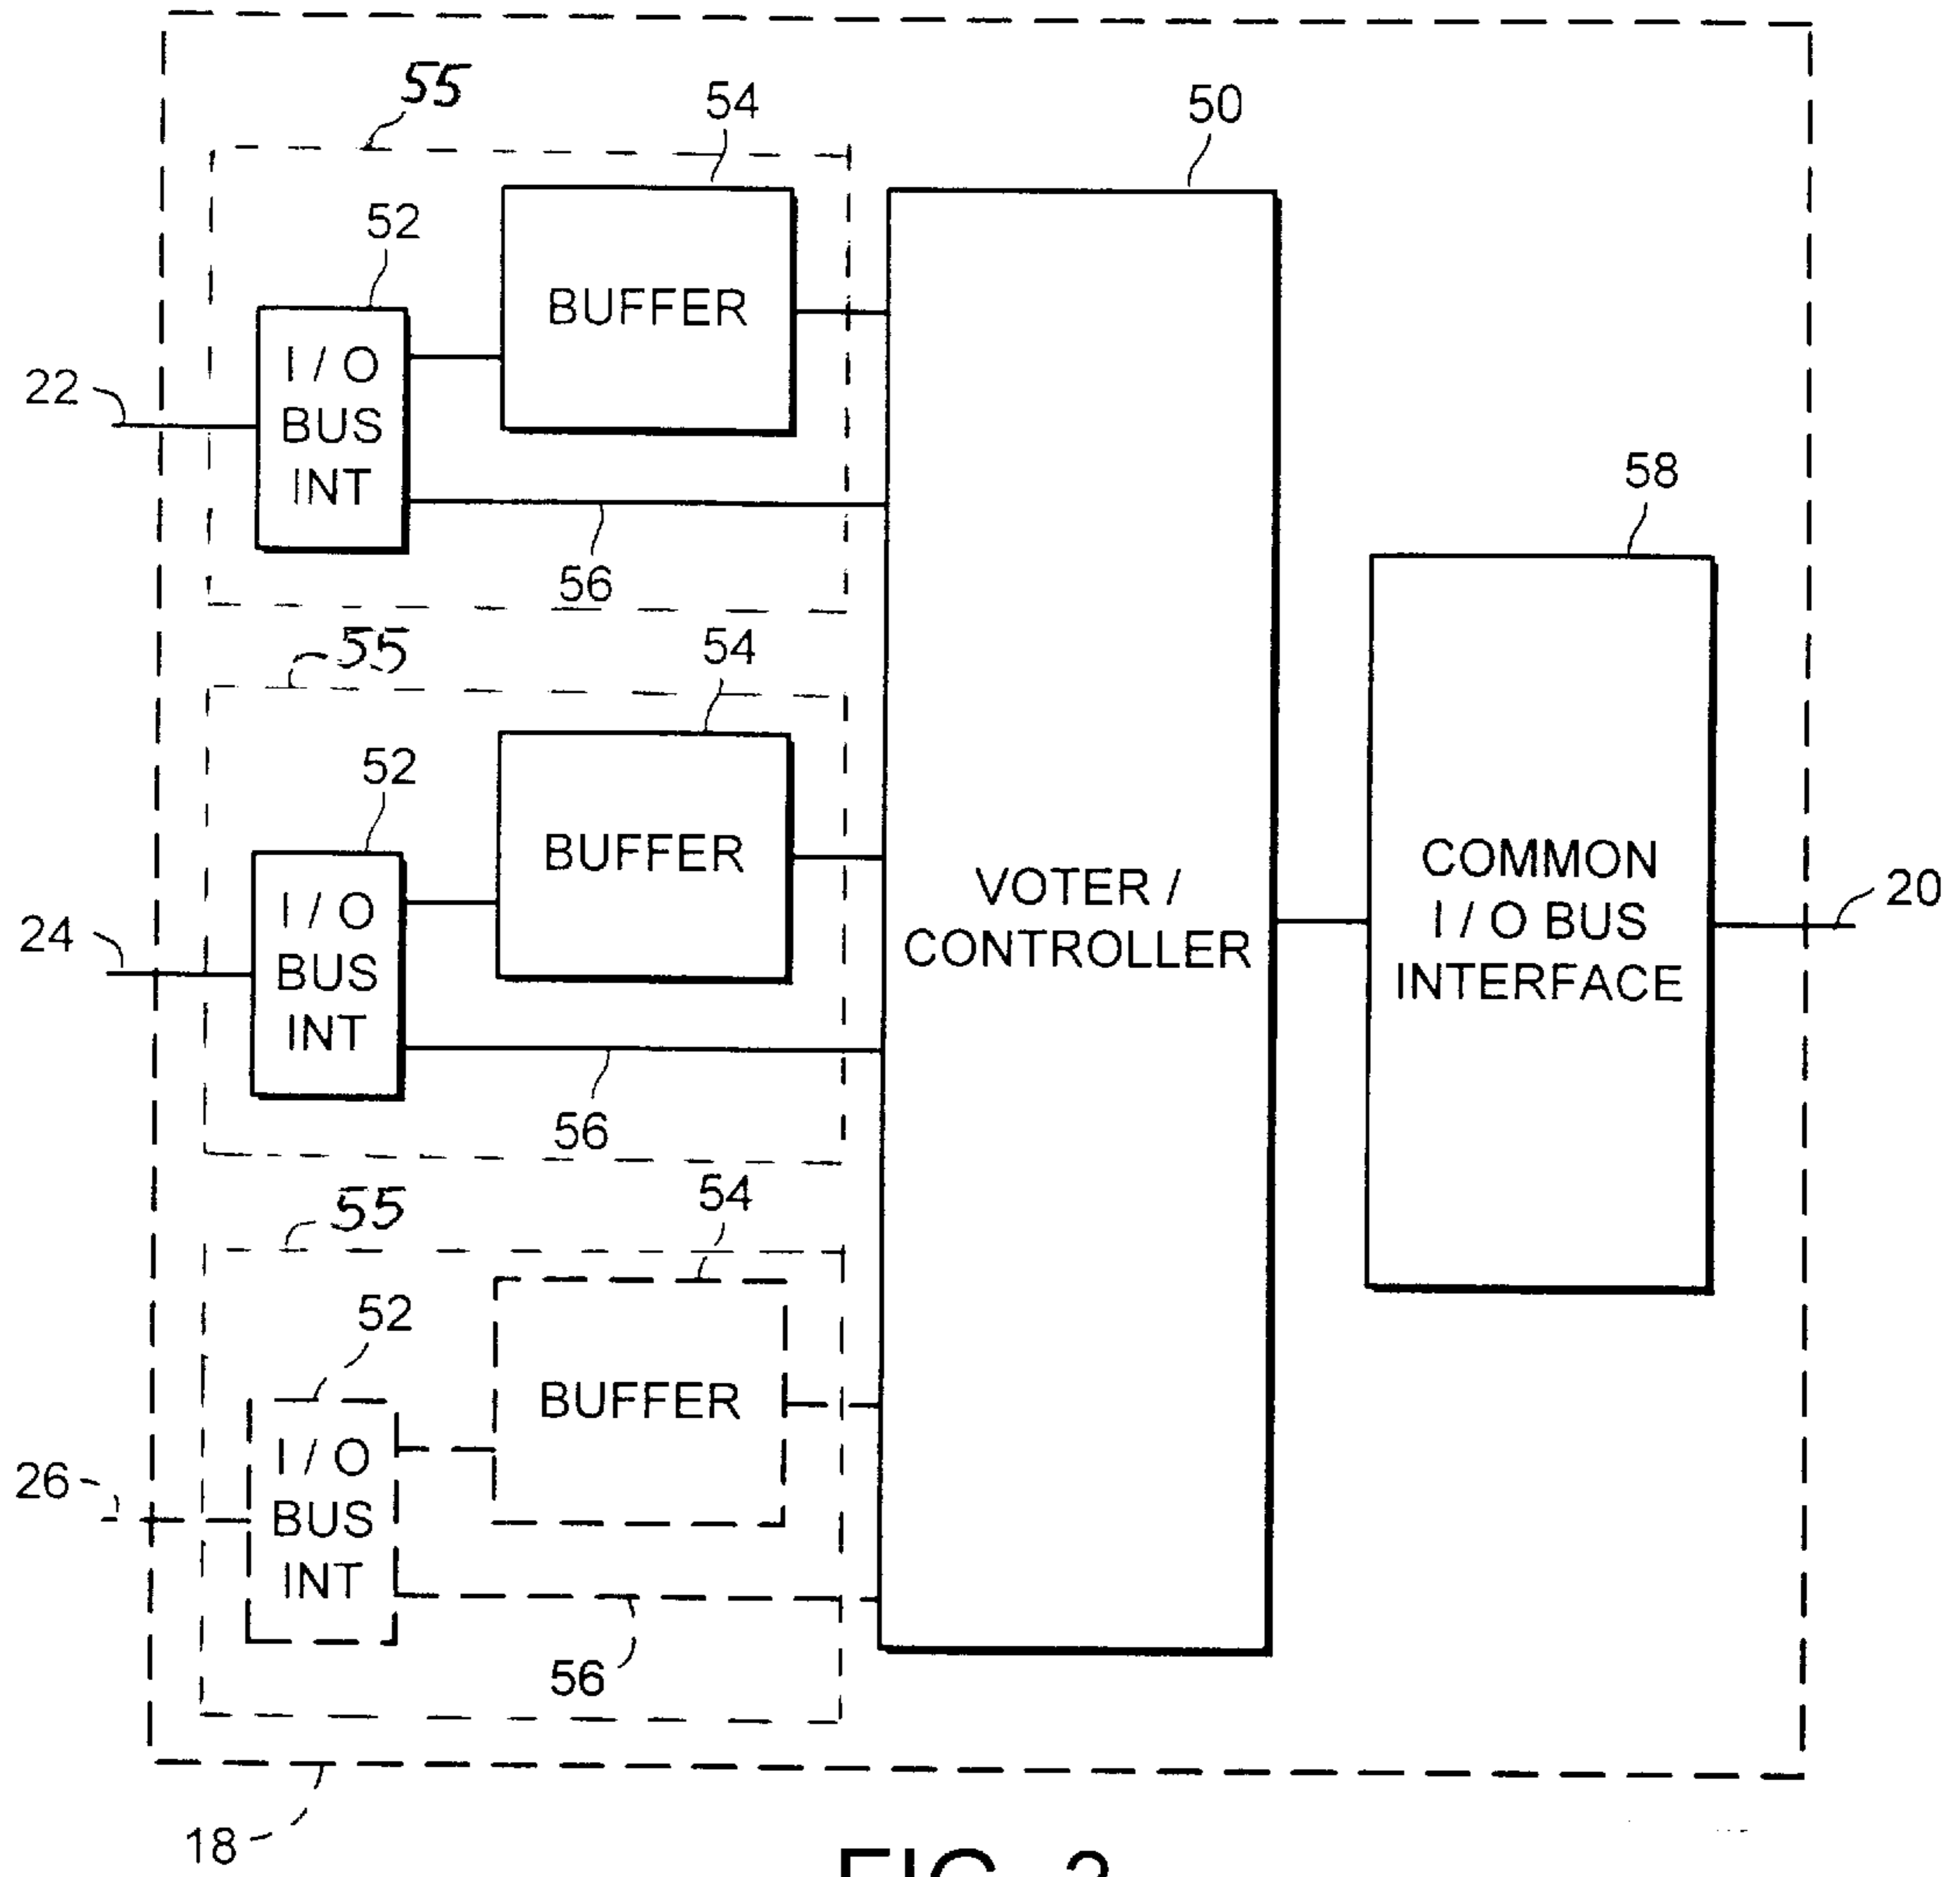 55
54
50
52
BUFFER
I / O
BUS
INT
22
56
58
55
54
52
BUFFER
I / O
BUS
INT
24
56
VOTER /
CONTROLLER
COMMON
I / O BUS
INTERFACE
20
55
54
52
BUFFER
I / O
BUS
INT
26
56
18